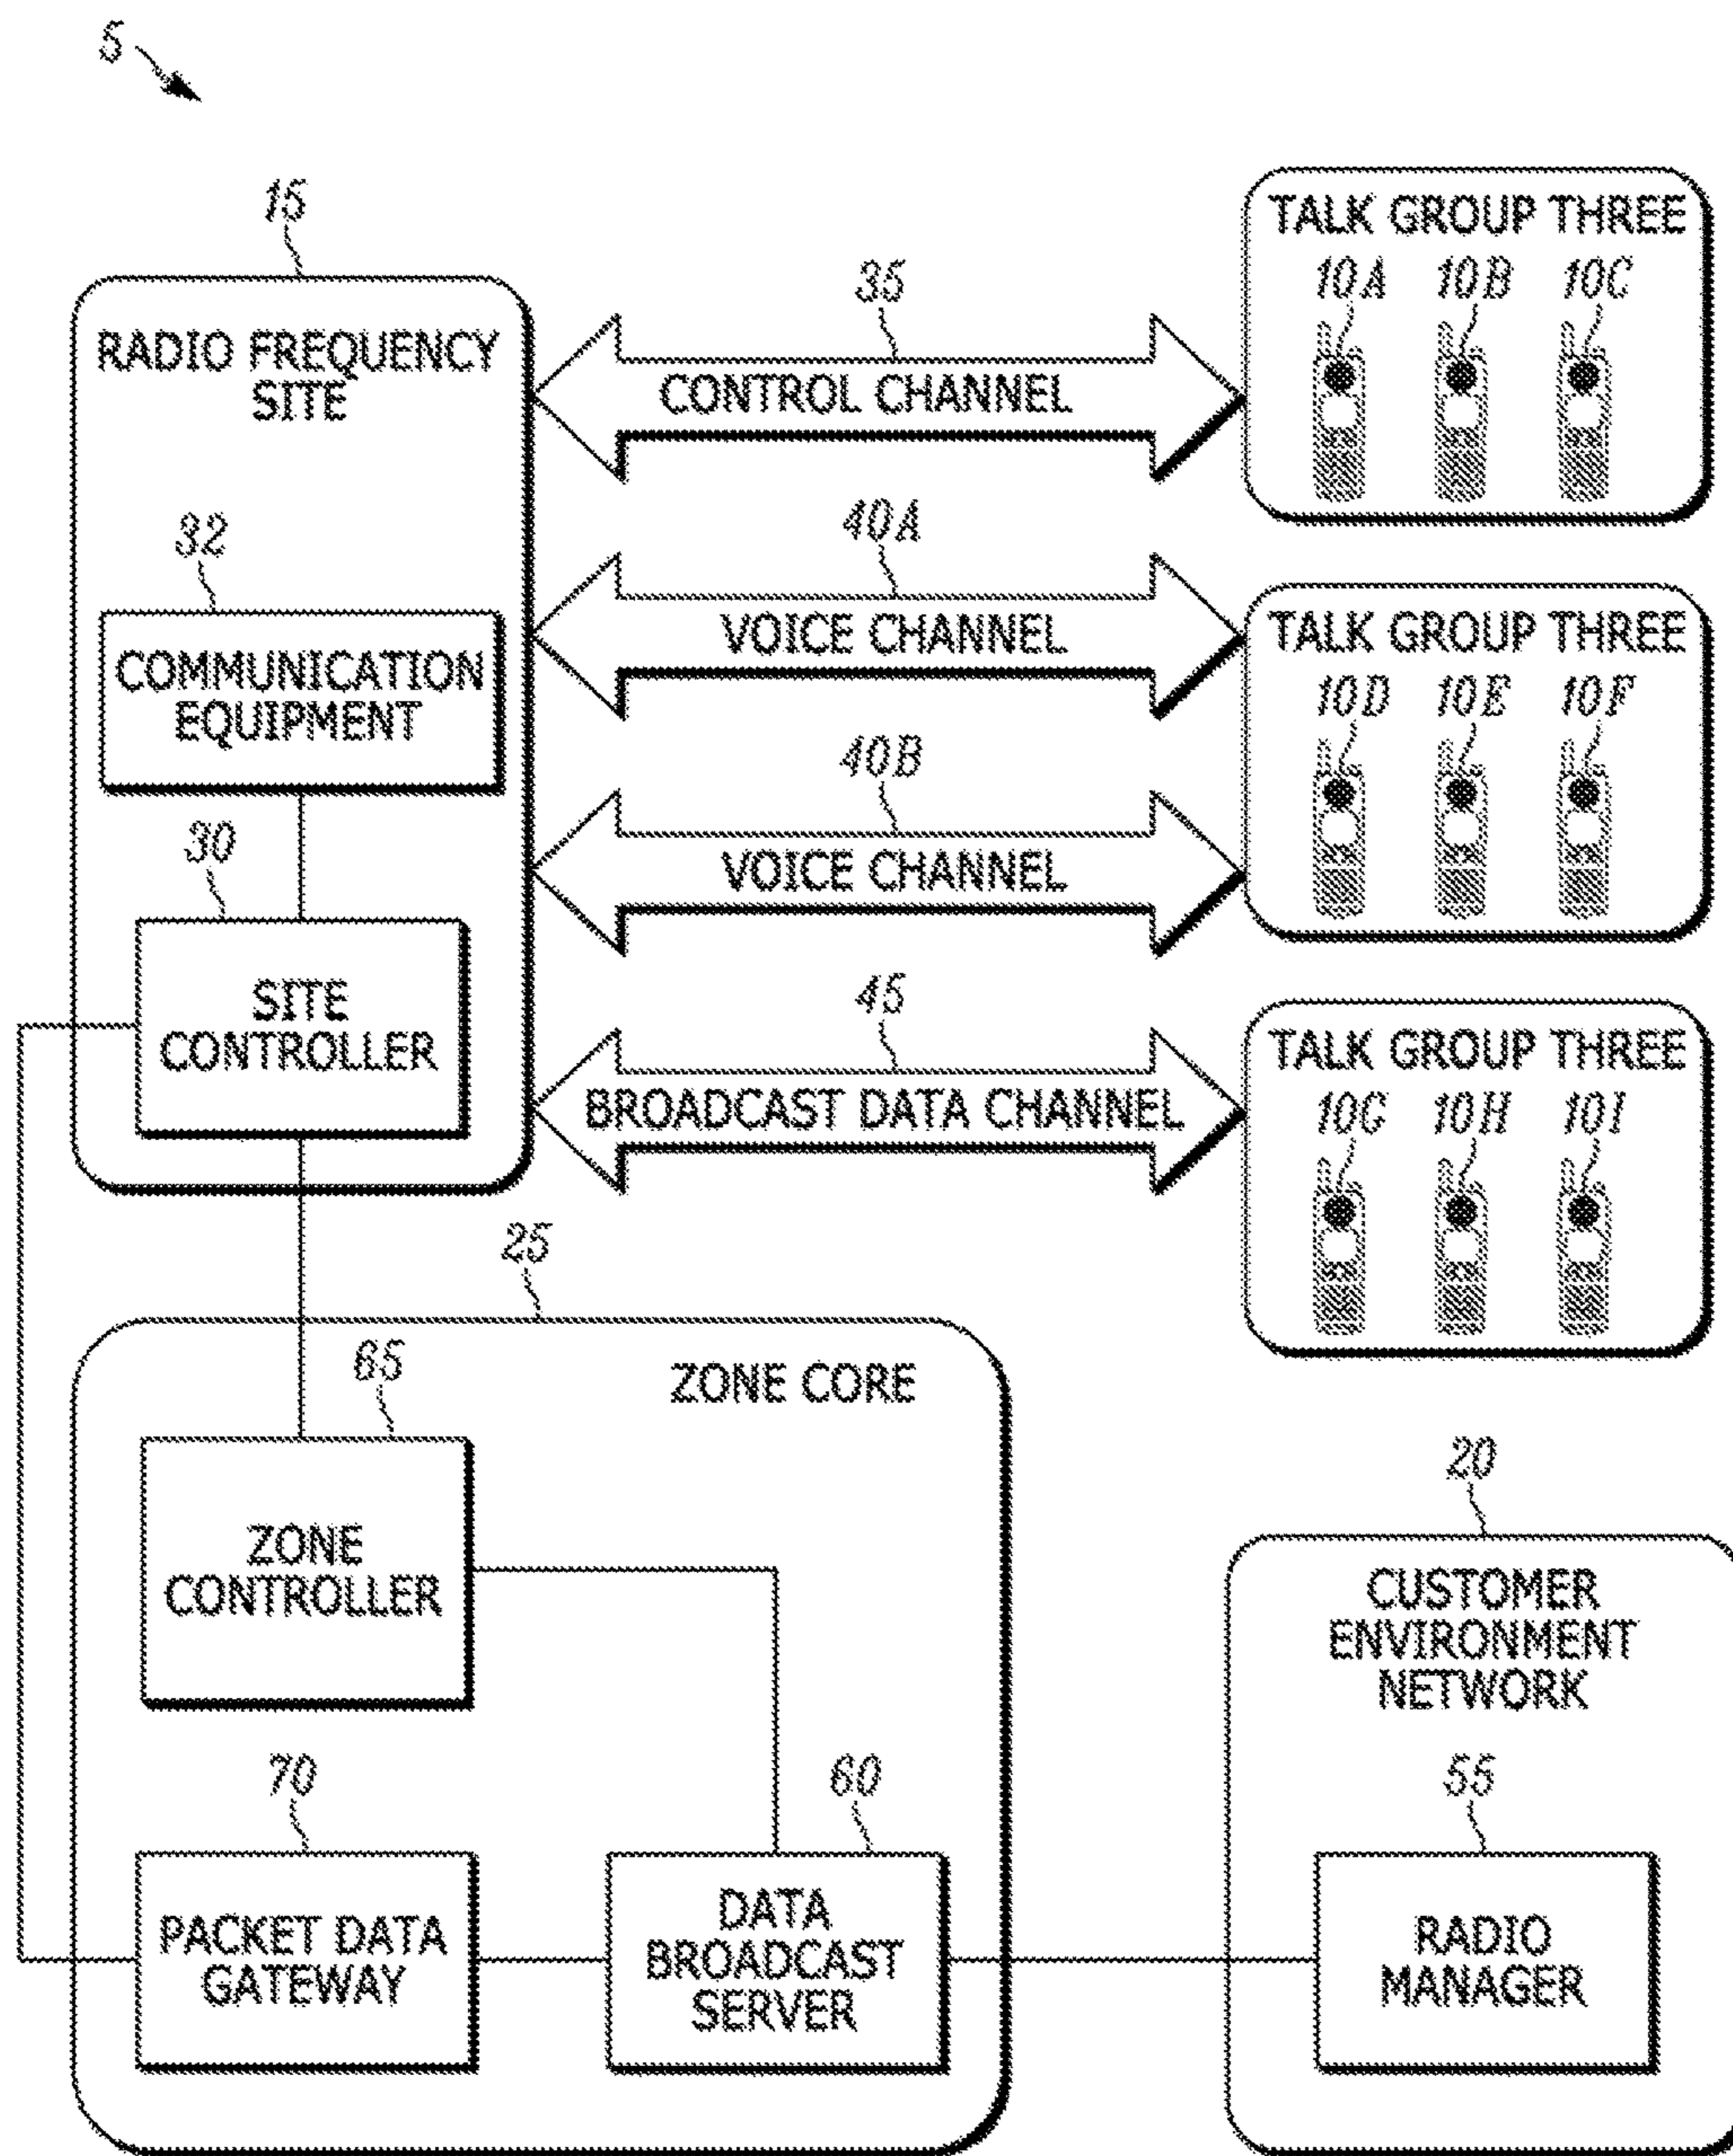 5
15
RADIO FREQUENCY
SITE
32
COMMUNICATION
EQUIPMENT
30
SITE
CONTROLLER
35
CONTROL CHANNEL
40A
VOICE CHANNEL
40B
VOICE CHANNEL
45
BROADCAST DATA CHANNEL
TALK GROUP THREE
10A 10B 10C
TALK GROUP THREE
10D 10E 10F
TALK GROUP THREE
10G 10H 10I
25
ZONE CORE
65
ZONE
CONTROLLER
70
PACKET DATA
GATEWAY
60
DATA
BROADCAST
SERVER
20
CUSTOMER
ENVIRONMENT
NETWORK
55
RADIO
MANAGER